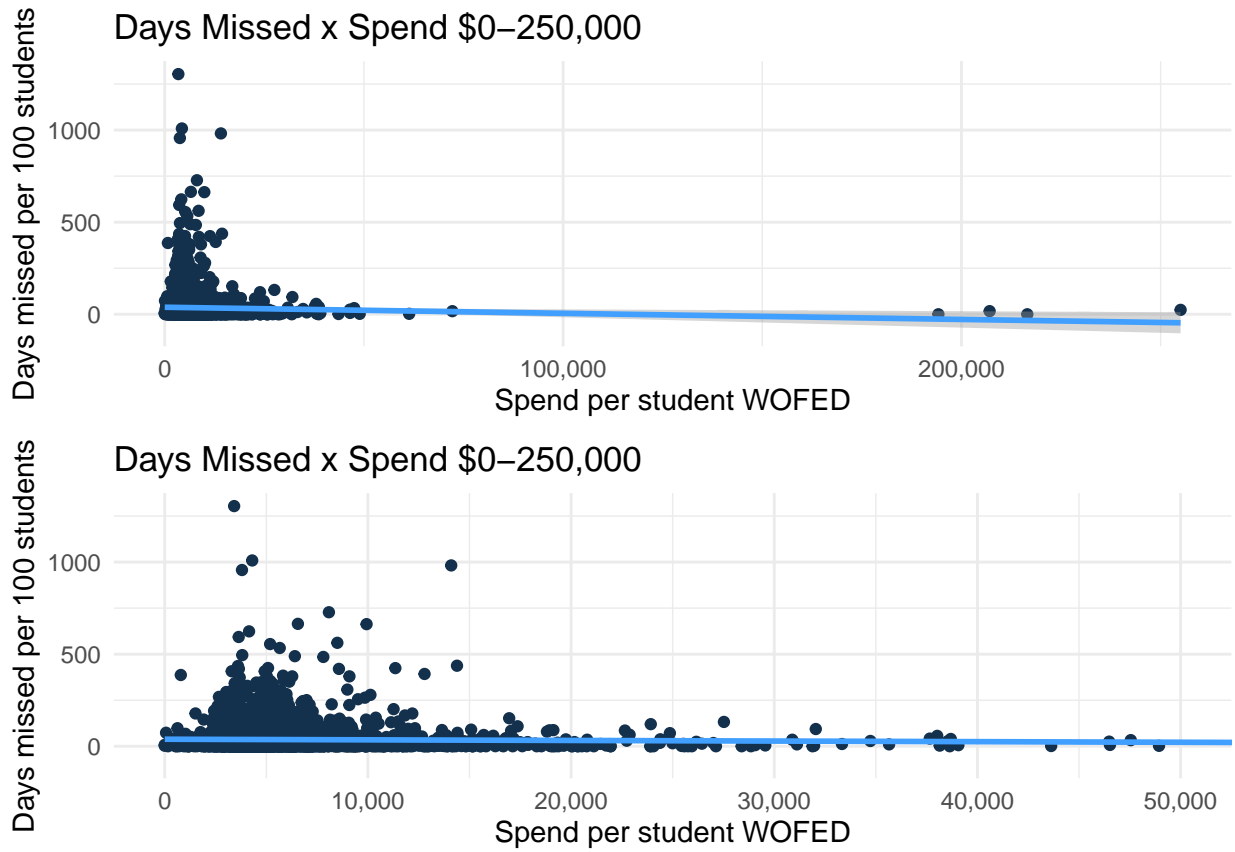 Days Missed x Spend $0–250,000
Days missed per 100 students
1000
500
0
0
100,000
200,000
Spend per student WOFED
Days Missed x Spend $0–250,000
Days missed per 100 students
1000
500
0
0
10,000
20,000
30,000
40,000
50,000
Spend per student WOFED